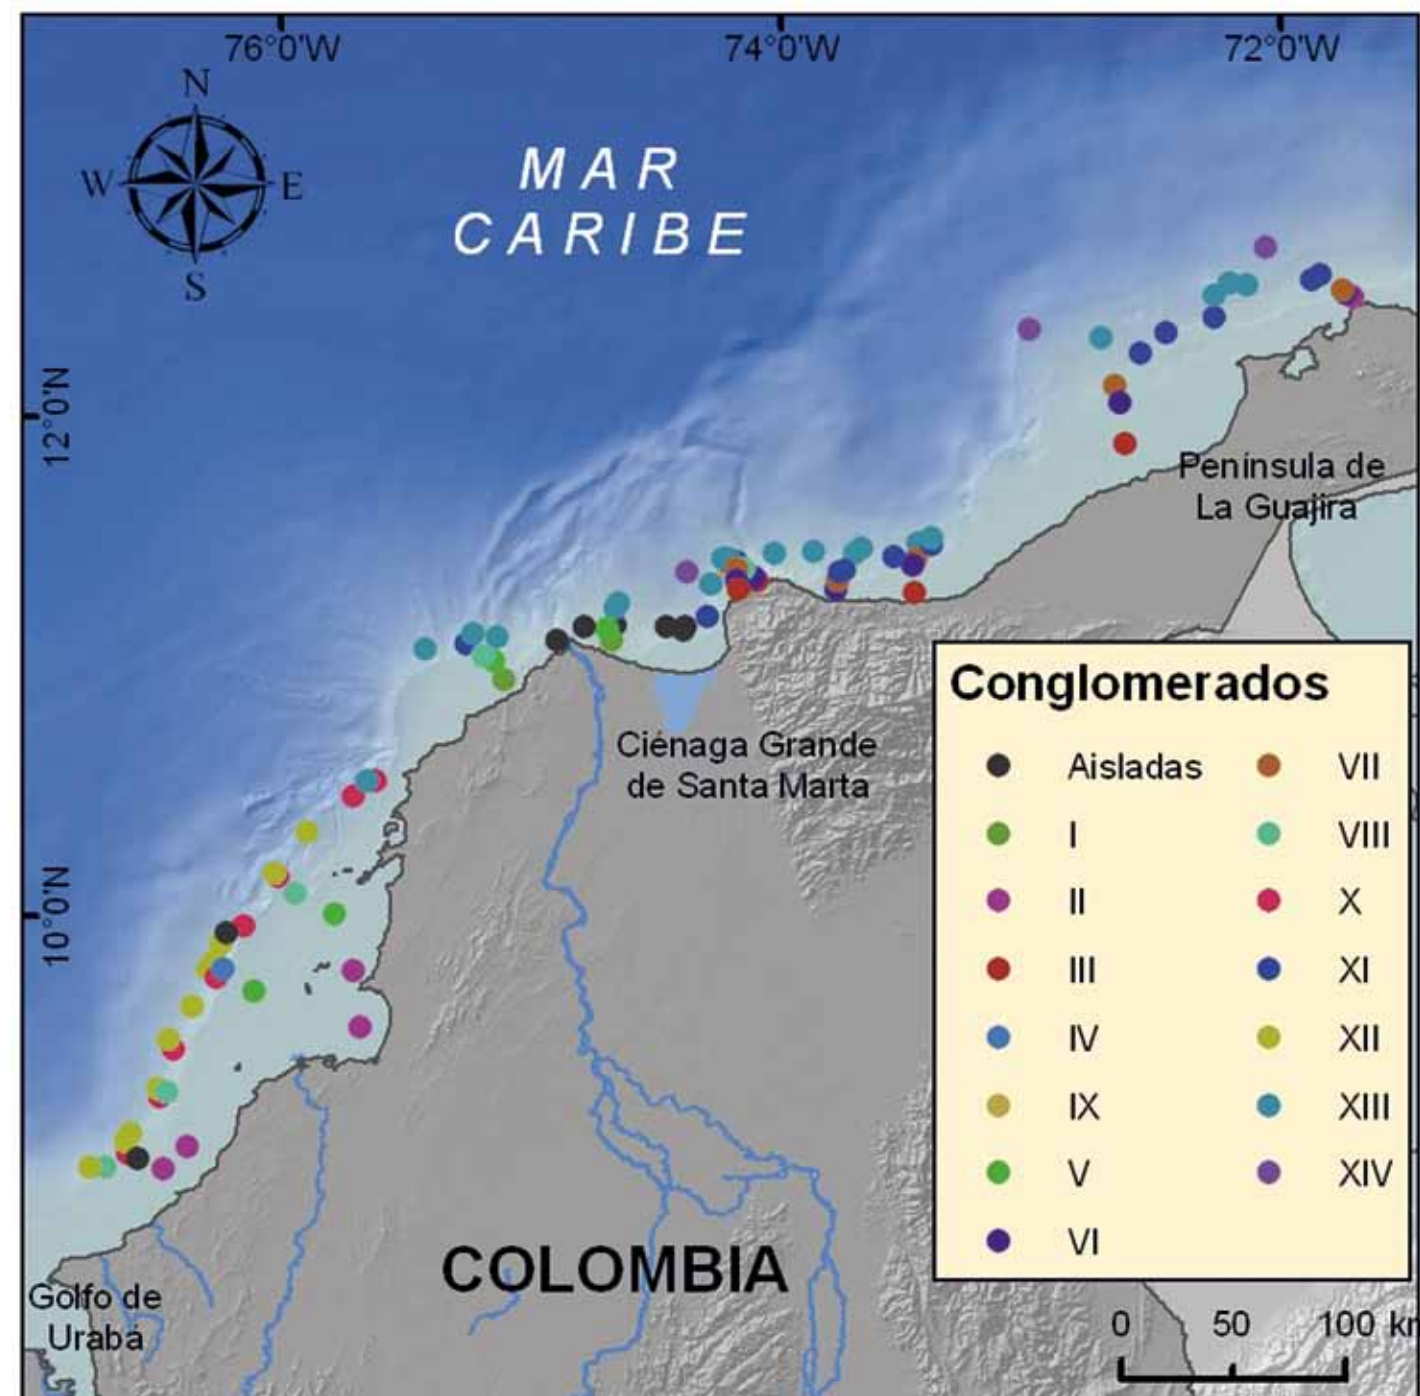 76°0'W
74°0'W
72°0'W
N
W
E
S
MAR
CARIBE
12°0'N
Península de
La Guajira
Ciénaga Grande
de Santa Marta
10°0'N
Conglomerados
Aisladas
I
II
III
IV
IX
V
VI
VII
VIII
X
XI
XII
XIII
XIV
COLOMBIA
Golfo de
Urabá
0 50 100 km